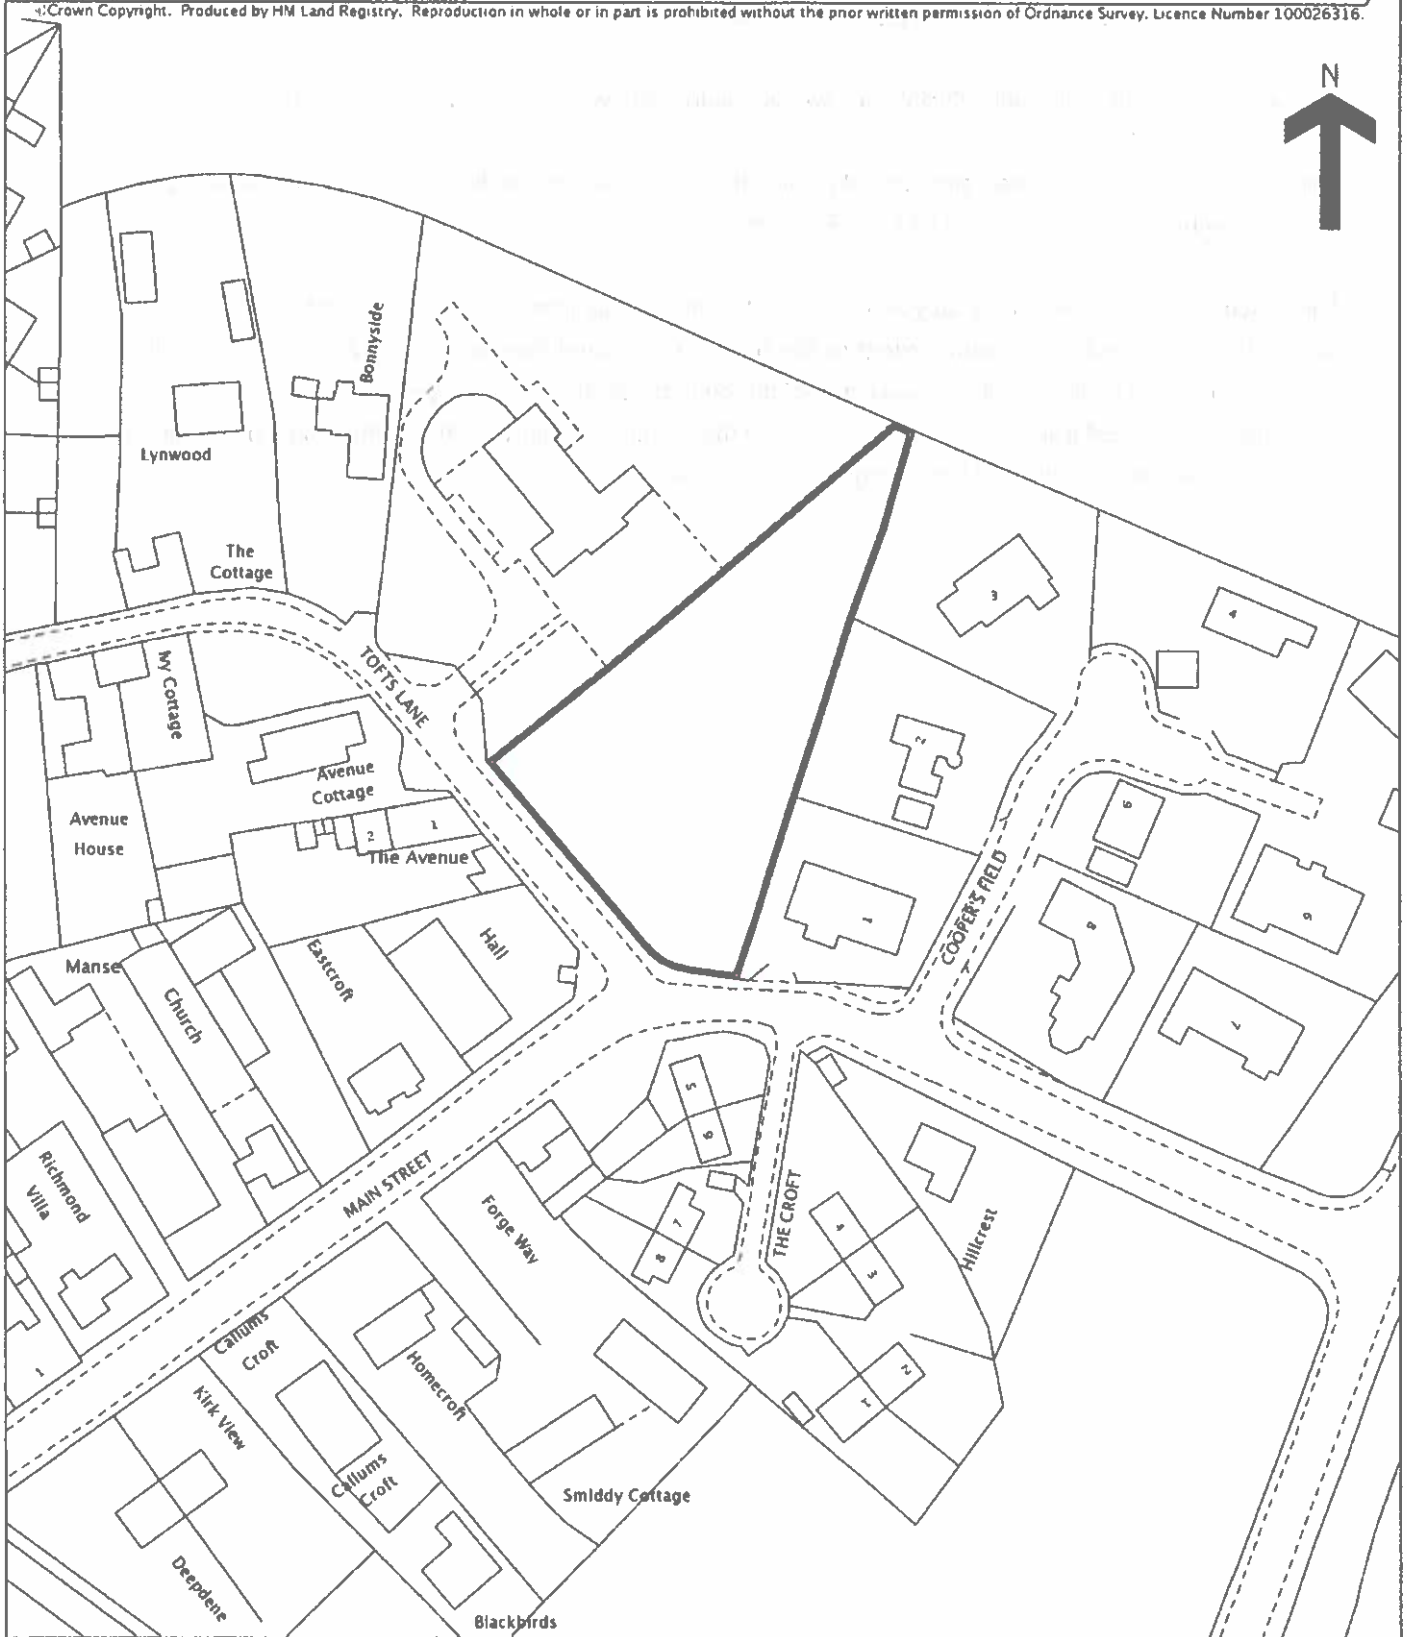 Crown Copyright. Produced by HM Land Registry. Reproduction in whole or in part is prohibited without the prior written permission of Ordnance Survey. Licence Number 100026316.
N
Bonnyside
Lynwood
The
Cottage
3
4
Ivy Cottage
TOFTS LANE
2
Avenue
Cottage
Avenue
House
2
1
The Avenue
1
COOPER'S FIELD
9
8
6
7
Manse
Church
Eastcroft
Hall
Richmond
Villa
MAIN STREET
5
6
7
8
THE CROFT
4
3
Hillcrest
Forge Way
Callums
Croft
Homecroft
Kirk View
1
2
1
Callums
Croft
Smiddy Cottage
Deepdene
Blackbirds